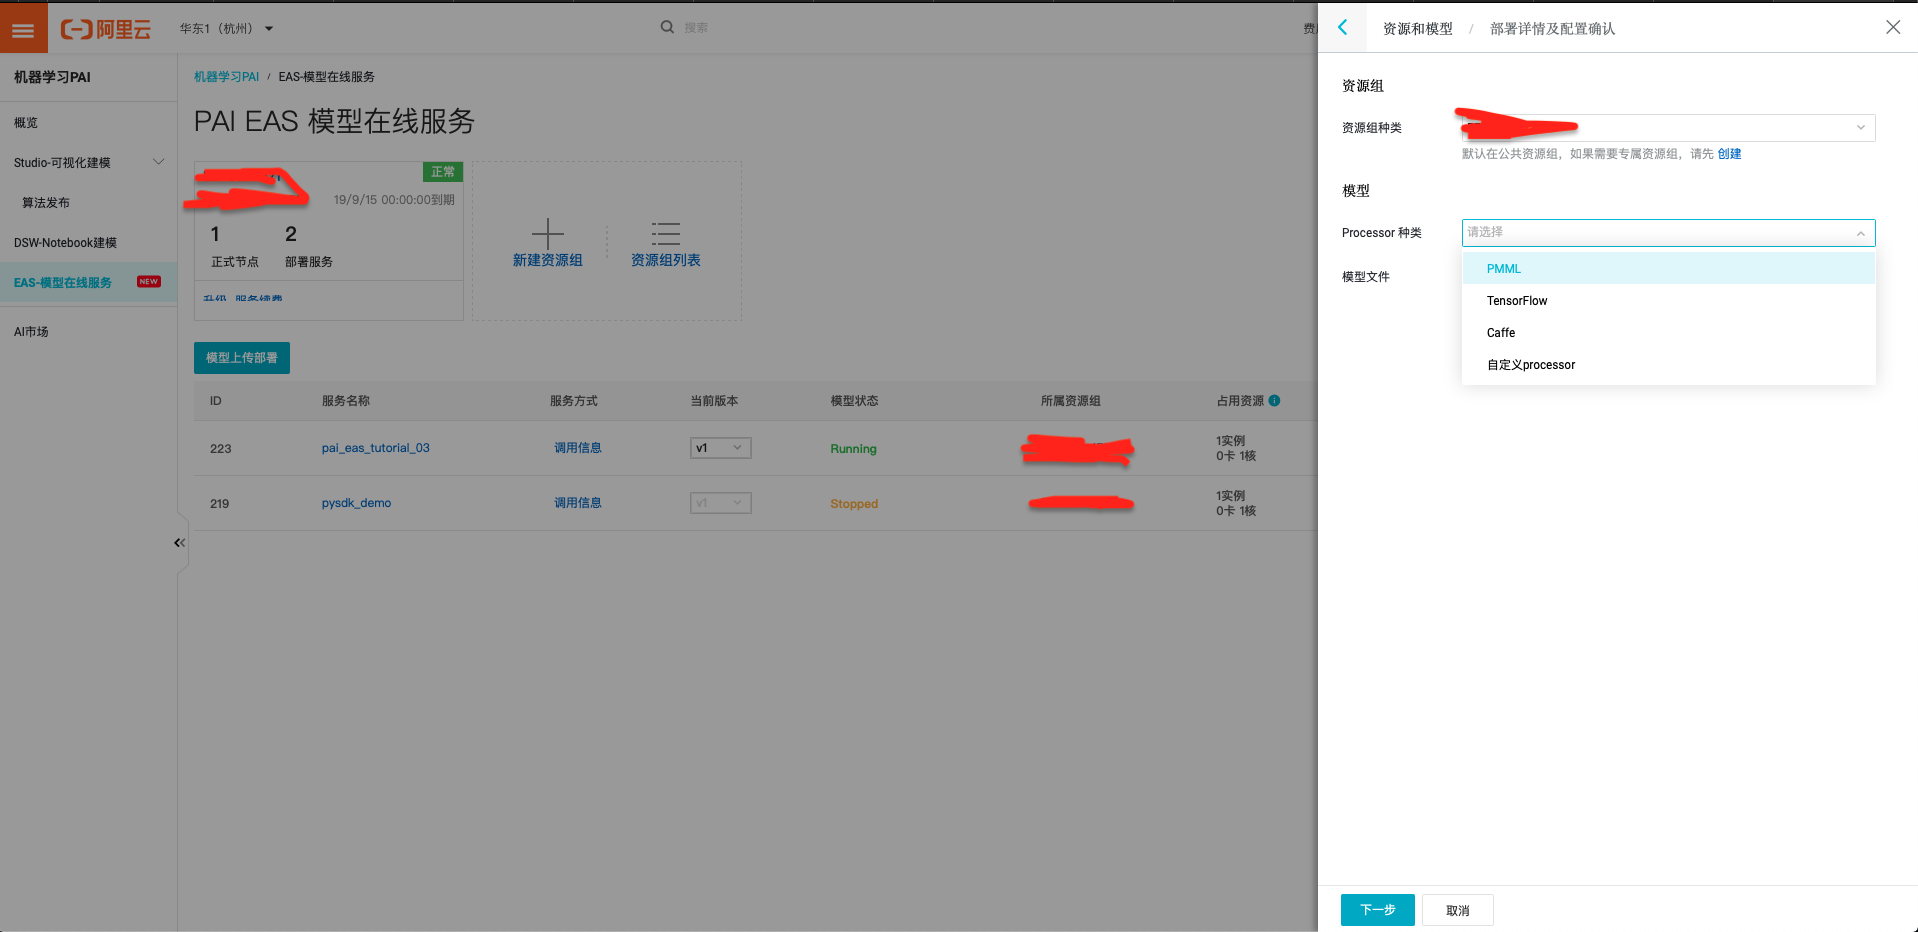 阿里云
华东1（杭州）
搜索
费
机器学习PAI
概览
Studio-可视化建模
算法发布
DSW-Notebook建模
EAS-模型在线服务 NEW
AI市场
机器学习PAI / EAS-模型在线服务
PAI EAS 模型在线服务
正常
19/9/15 00:00:00到期
1 2
正式节点 部署服务
升级 服务续费
新建资源组 资源组列表
模型上传部署
ID 服务名称 服务方式 当前版本 模型状态 所属资源组 占用资源
223 pai_eas_tutorial_03 调用信息 v1 Running 1实例
0卡 1核
219 pysdk_demo 调用信息 v1 Stopped 1实例
0卡 1核
资源和模型 / 部署详情及配置确认
资源组
资源组种类
默认在公共资源组，如果需要专属资源组，请先 创建
模型
Processor 种类 请选择
模型文件
PMML
TensorFlow
Caffe
自定义processor
下一步 取消